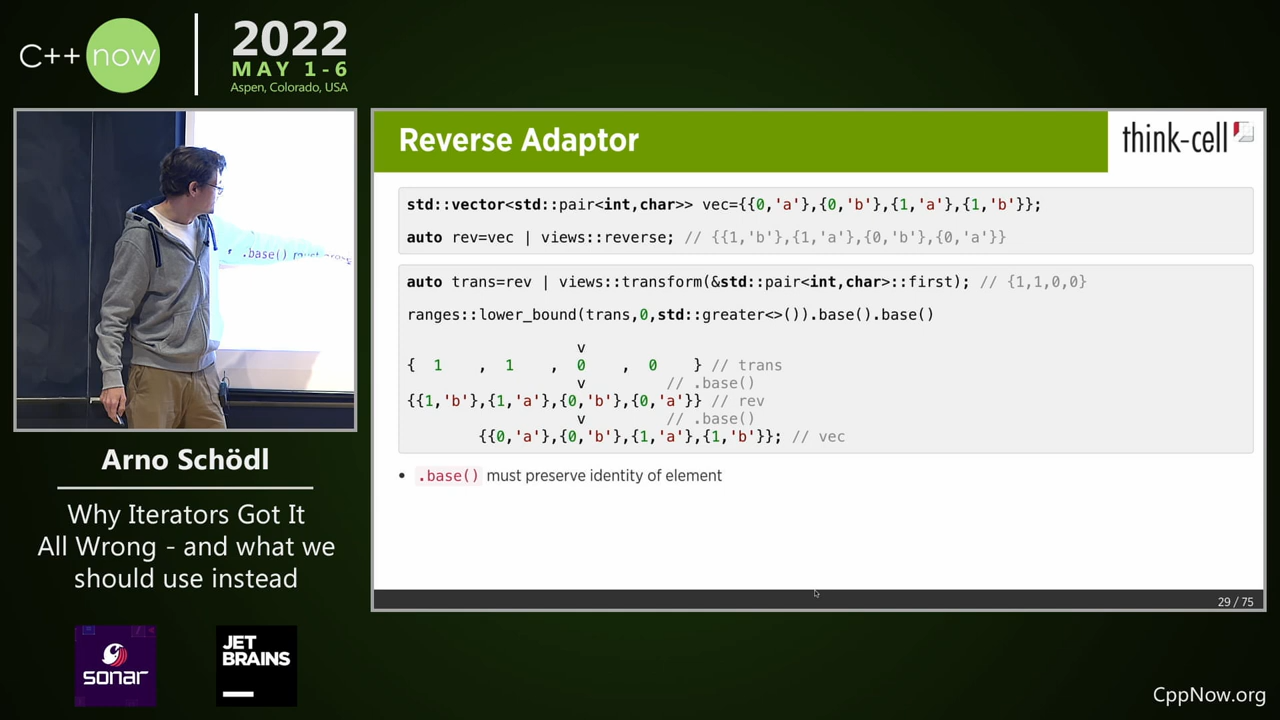 C++ now
2022
MAY 1-6
Aspen, Colorado, USA
.base() must
Arno Schödl
Why Iterators Got It
All Wrong - and what we
should use instead
sonar
JET
BRAINS
Reverse Adaptor
think-cell
std::vector<std::pair<int,char>> vec={{0,'a'},{0,'b'},{1,'a'},{1,'b'}};
auto rev=vec | views::reverse; // {{1,'b'},{1,'a'},{0,'b'},{0,'a'}}
auto trans=rev | views::transform(&std::pair<int,char>::first); // {1,1,0,0}
ranges::lower_bound(trans,0,std::greater<>()).base().base()
v
{ 1 , 1 , 0 , 0 } // trans
v // .base()
{{1,'b'},{1,'a'},{0,'b'},{0,'a'}} // rev
v // .base()
{{0,'a'},{0,'b'},{1,'a'},{1,'b'}}; // vec
• .base() must preserve identity of element
29 / 75
CppNow.org